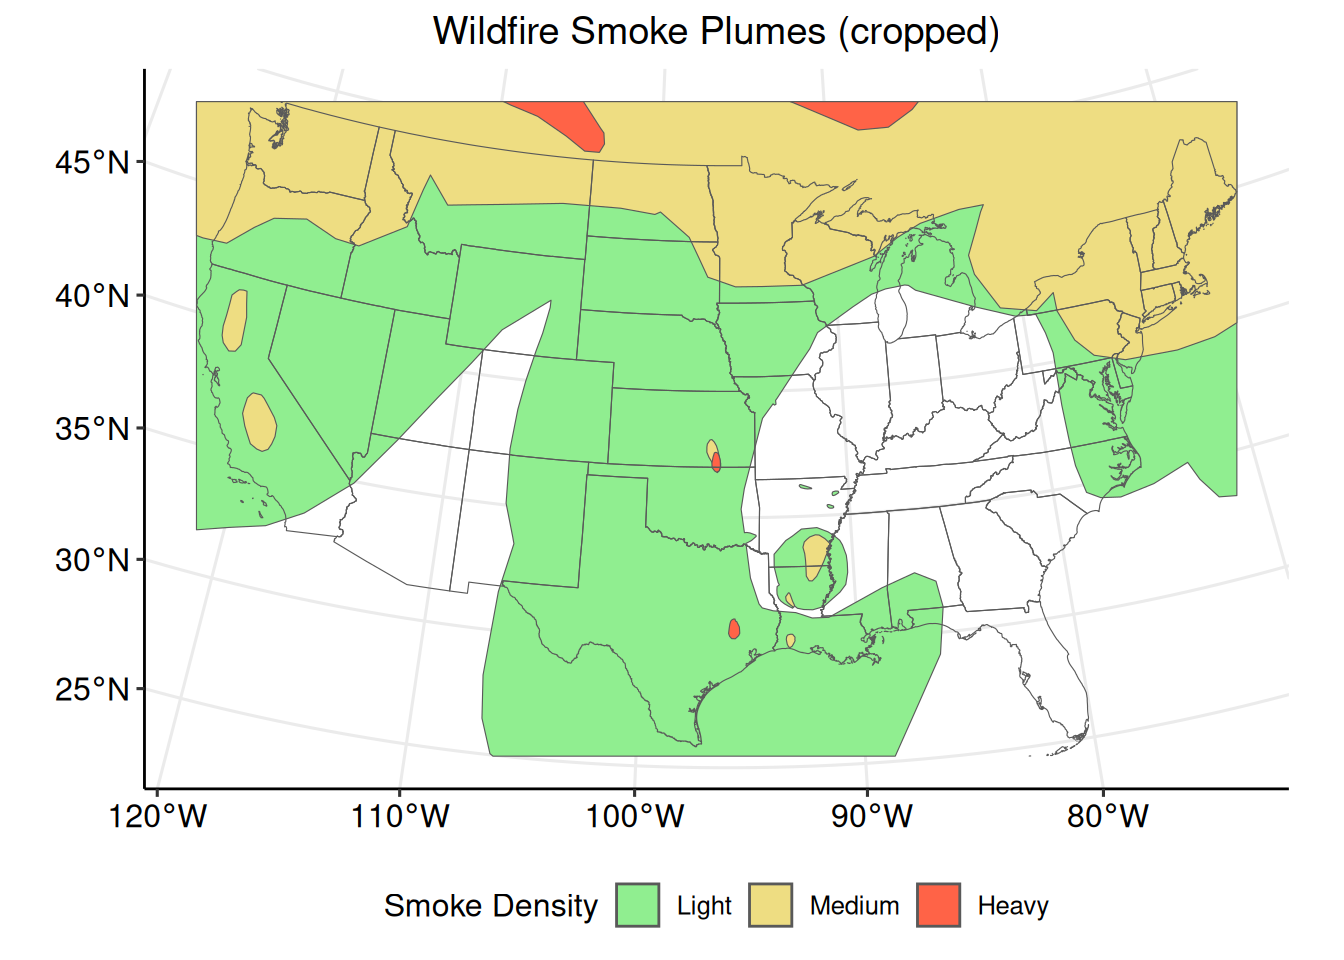 Wildfire Smoke Plumes (cropped)
45°N
40°N
35°N
30°N
25°N
120°W 110°W 100°W 90°W 80°W
Smoke Density Light Medium Heavy